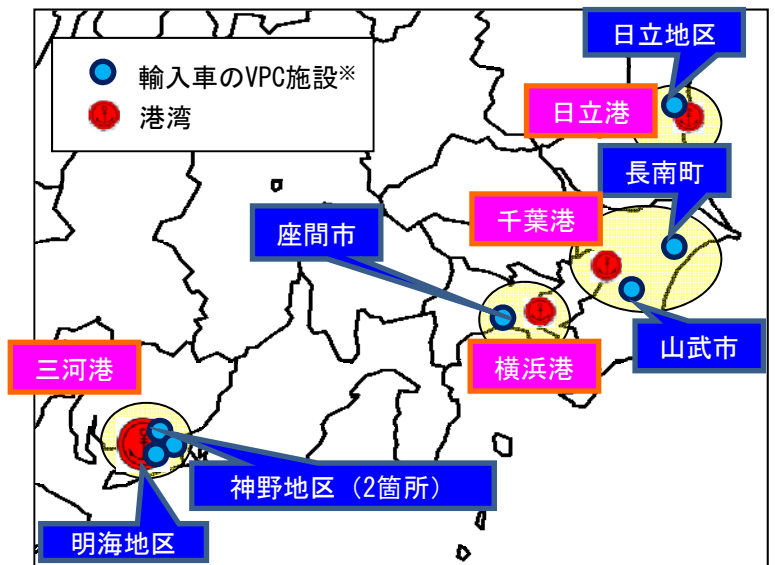 輸入車のVPC施設※
港湾
日立地区
日立港
長南町
千葉港
座間市
山武市
横浜港
三河港
神野地区（2箇所）
明海地区